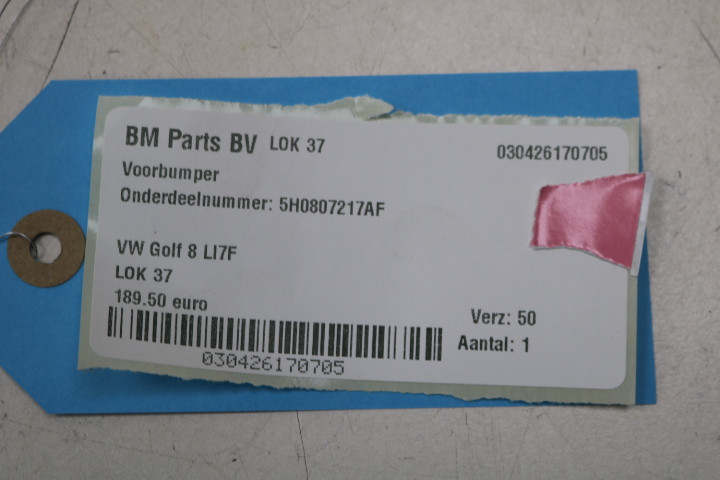 BM Parts BV LOK 37
030426170705
Voorbumper
Onderdeelnummer: 5H0807217AF
VW Golf 8 LI7F
LOK 37
189.50 euro
Verz: 50
Aantal: 1
030426170705